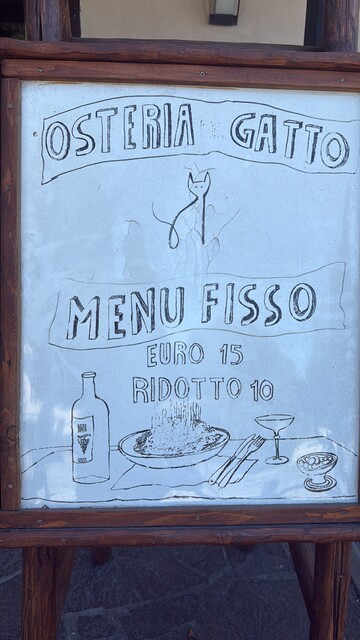 OSTERIA GATTO
MENU FISSO
EURO 15
RIDOTTO 10